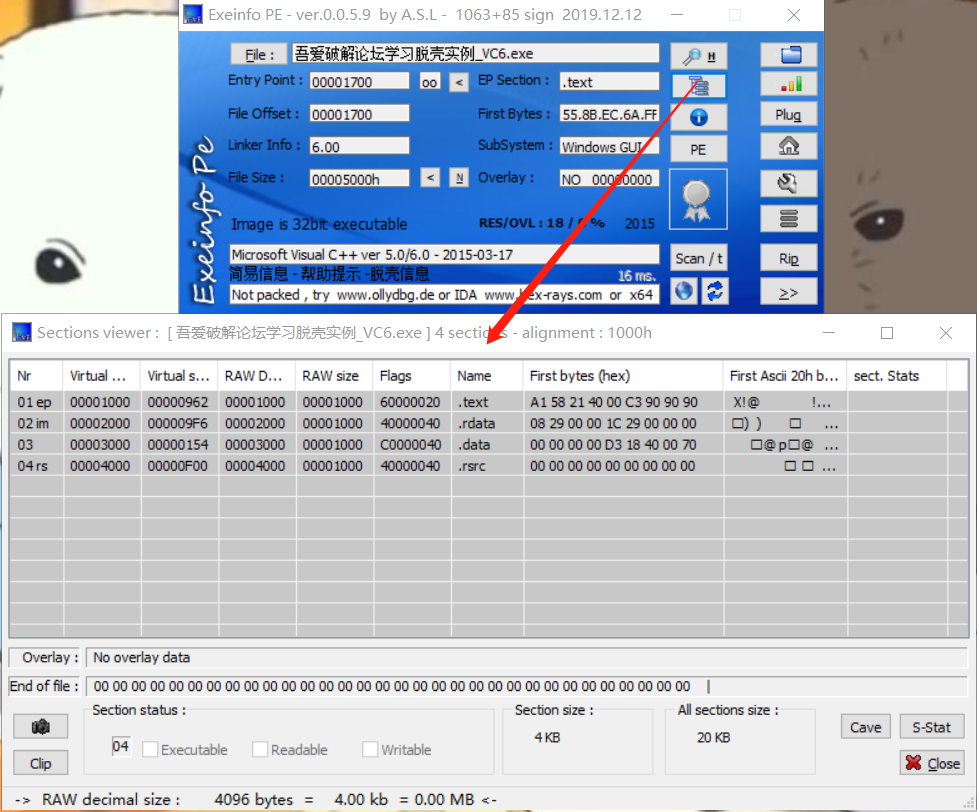 Exeinfo PE - ver.0.0.5.9 by A.S.L - 1063+85 sign 2019.12.12
File : 吾爱破解论坛学习脱壳实例_VC6.exe H
Entry Point : 00001700 oo < EP Section : .text
File Offset : 00001700 First Bytes : 55.8B.EC.6A.FF Plug
Linker Info : 6.00 SubSystem : Windows GUI PE
File Size : 00005000h < N Overlay : NO 00000000
Exeinfo Pe
Image is 32bit executable RES/OVL : 18 / % 2015
Microsoft Visual C++ ver 5.0/6.0 - 2015-03-17 Scan / t Rip
简易信息 - 帮助提示 -脱壳信息 16 ms.
Not packed , try www.ollydbg.de or IDA www.hex-rays.com or x64 >>
Sections viewer : [ 吾爱破解论坛学习脱壳实例_VC6.exe ] 4 sections - alignment : 1000h
Nr Virtual ... Virtual s... RAW D... RAW size Flags Name First bytes (hex) First Ascii 20h b... sect. Stats
01 ep 00001000 00000962 00001000 00001000 60000020 .text A1 58 21 40 00 C3 90 90 90 X!@ !...
02 im 00002000 000009F6 00002000 00001000 40000040 .rdata 08 29 00 00 1C 29 00 00 00 □) ) □ ...
03 00003000 00000154 00003000 00001000 C0000040 .data 00 00 00 00 D3 18 40 00 70 □@p□@ ...
04 rs 00004000 00000F00 00004000 00001000 40000040 .rsrc 00 00 00 00 00 00 00 00 00 □ □ ...
Overlay : No overlay data
End of file : 00 00 00 00 00 00 00 00 00 00 00 00 00 00 00 00 00 00 00 00 00 00 00 00 00 00 00 00 00 00 00 00
Section status : Section size : All sections size :
04 Executable Readable Writable 4 KB 20 KB Cave S-Stat
Clip Close
-> RAW decimal size : 4096 bytes = 4.00 kb = 0.00 MB <-